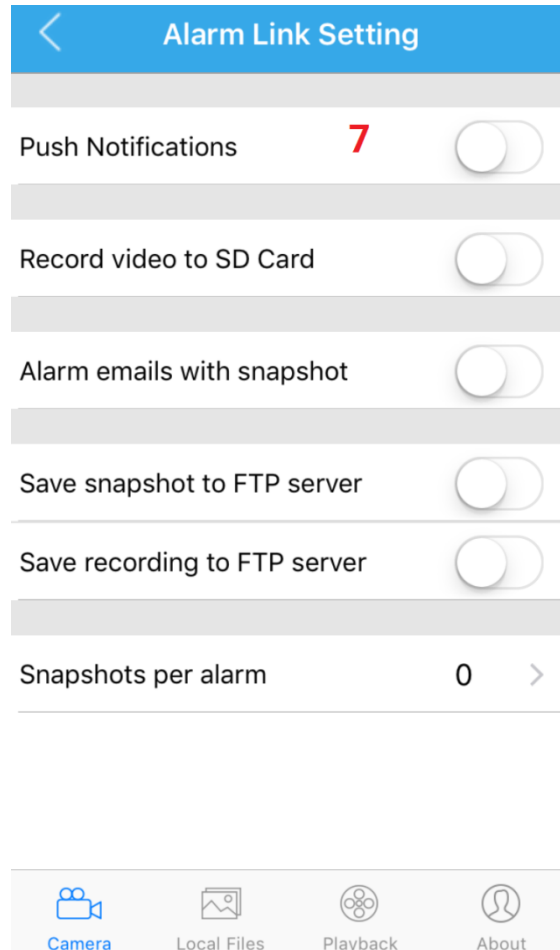 Alarm Link Setting
Push Notifications 7
Record video to SD Card
Alarm emails with snapshot
Save snapshot to FTP server
Save recording to FTP server
Snapshots per alarm 0
Camera Local Files Playback About